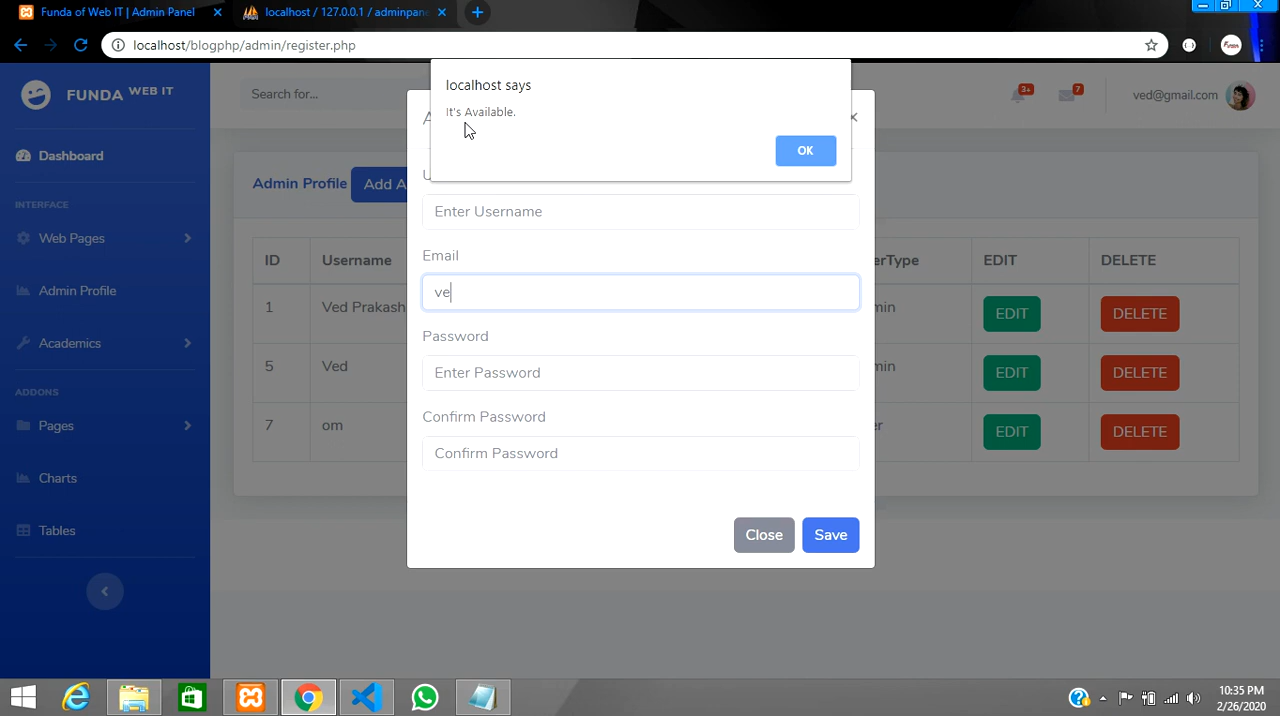 Funda of Web IT | Admin Panel
localhost / 127.0.0.1 / adminpane
localhost/blogphp/admin/register.php
FUNDA WEB IT
Search for...
3+
7
ved@gmail.com
localhost says
It's Available.
OK
Dashboard
INTERFACE
Web Pages
Admin Profile
Academics
ADDONS
Pages
Charts
Tables
Admin Profile
Add A
Enter Username
Email
ve
Password
Enter Password
Confirm Password
Confirm Password
Close
Save
ID Username erType EDIT DELETE
1 Ved Prakash min EDIT DELETE
5 Ved min EDIT DELETE
7 om er EDIT DELETE
10:35 PM
2/26/2020